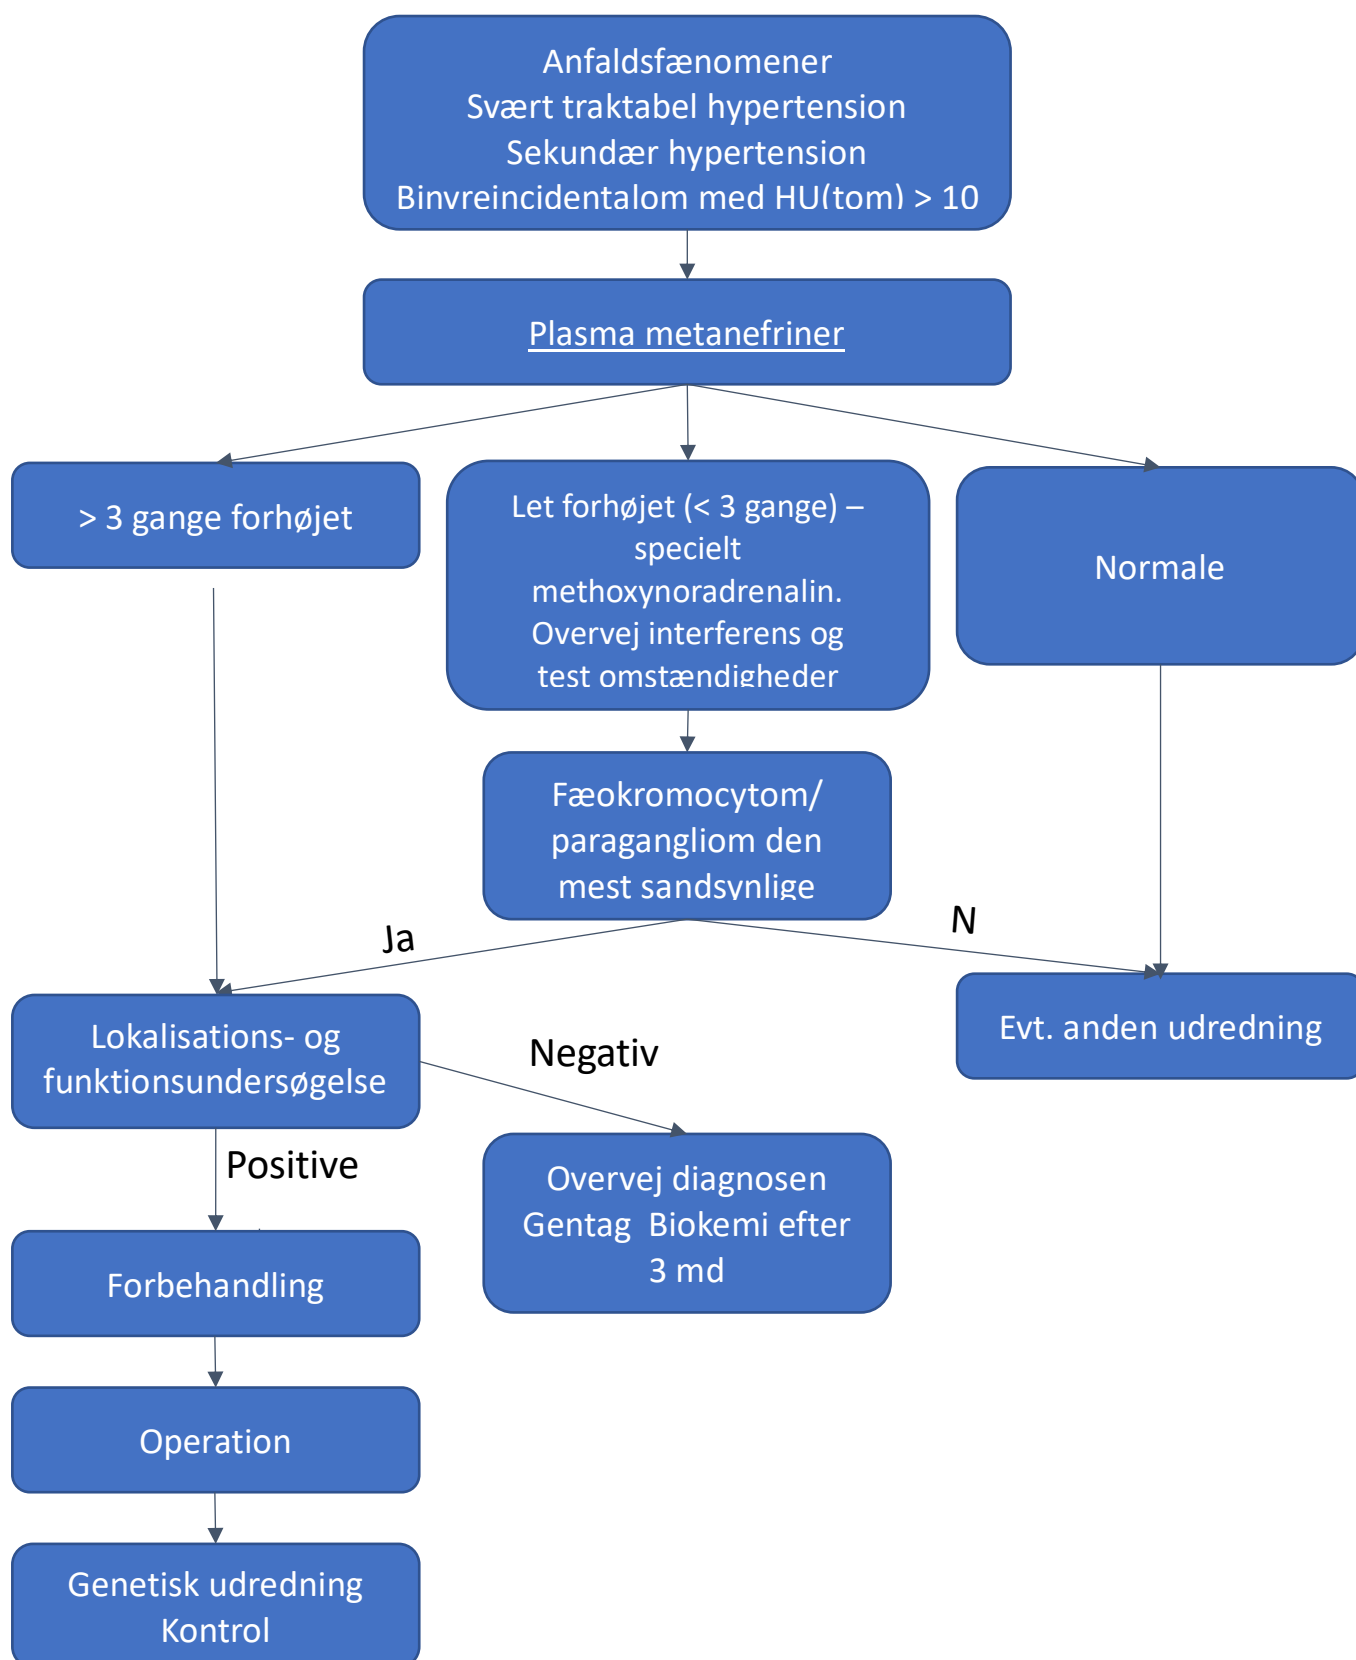 Anfaldsfænomener
Svært traktabel hypertension
Sekundær hypertension
Binyreincidentalom med HU(tom) > 10
Plasma metanefriner
> 3 gange forhøjet
Let forhøjet (< 3 gange) –
specielt
methoxynoradrenalin.
Overvej interferens og
test omstændigheder
Normale
Fæokromocytom/
paragangliom den
mest sandsynlige
Ja
N
Lokalisations- og
funktionsundersøgelse
Evt. anden udredning
Negativ
Positive
Overvej diagnosen
Gentag  Biokemi efter
3 md
Forbehandling
Operation
Genetisk udredning
Kontrol